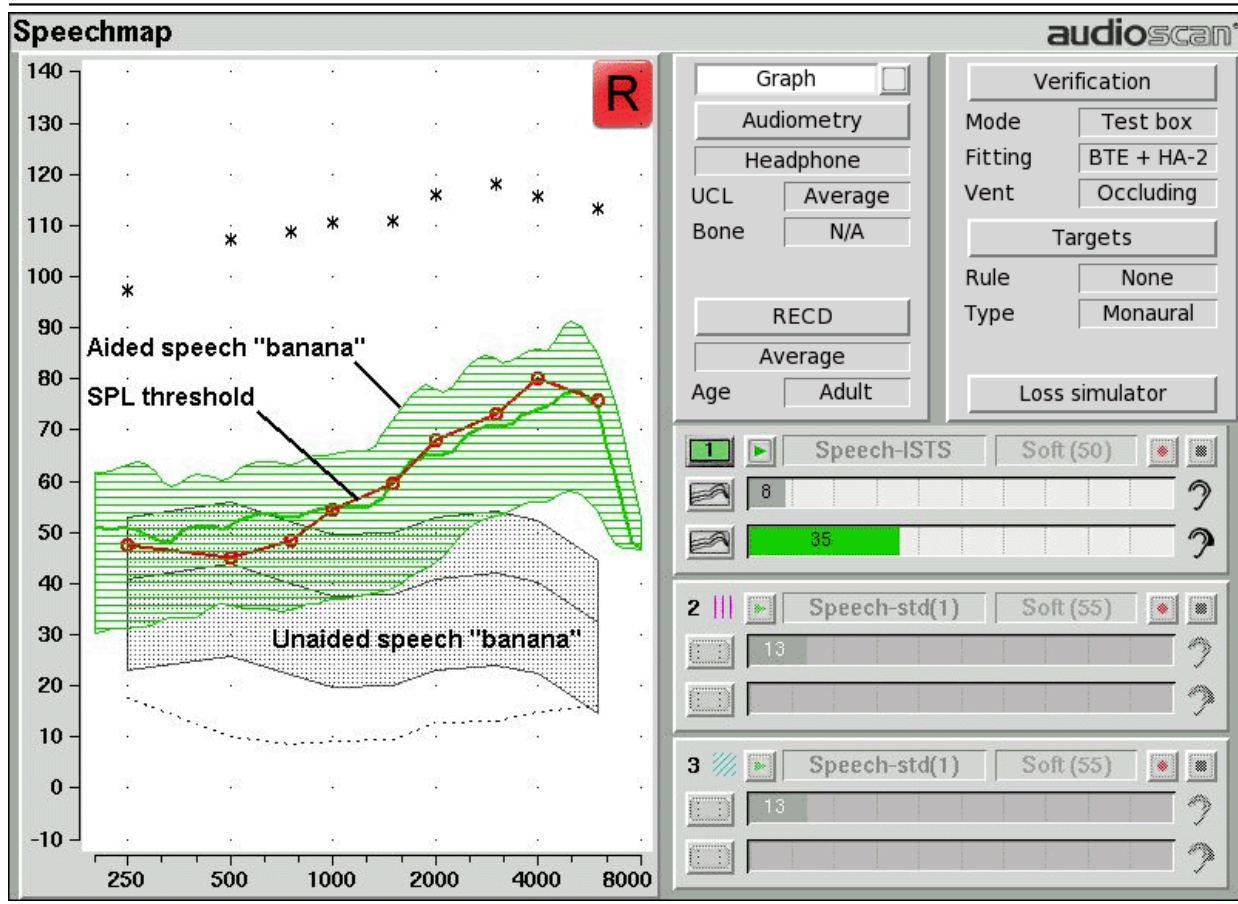 Speechmap
audioscan
140
130
120
110
100
90
80
70
60
50
40
30
20
10
0
-10
250 500 1000 2000 4000 8000
R
Aided speech "banana"
SPL threshold
Unaided speech "banana"
Graph
Audiometry
Headphone
UCL Average
Bone N/A
RECD
Average
Age Adult
Verification
Mode Test box
Fitting BTE + HA-2
Vent Occluding
Targets
Rule None
Type Monaural
Loss simulator
1 Speech-ISTS Soft (50)
8
35
2 Speech-std(1) Soft (55)
13
3 Speech-std(1) Soft (55)
13